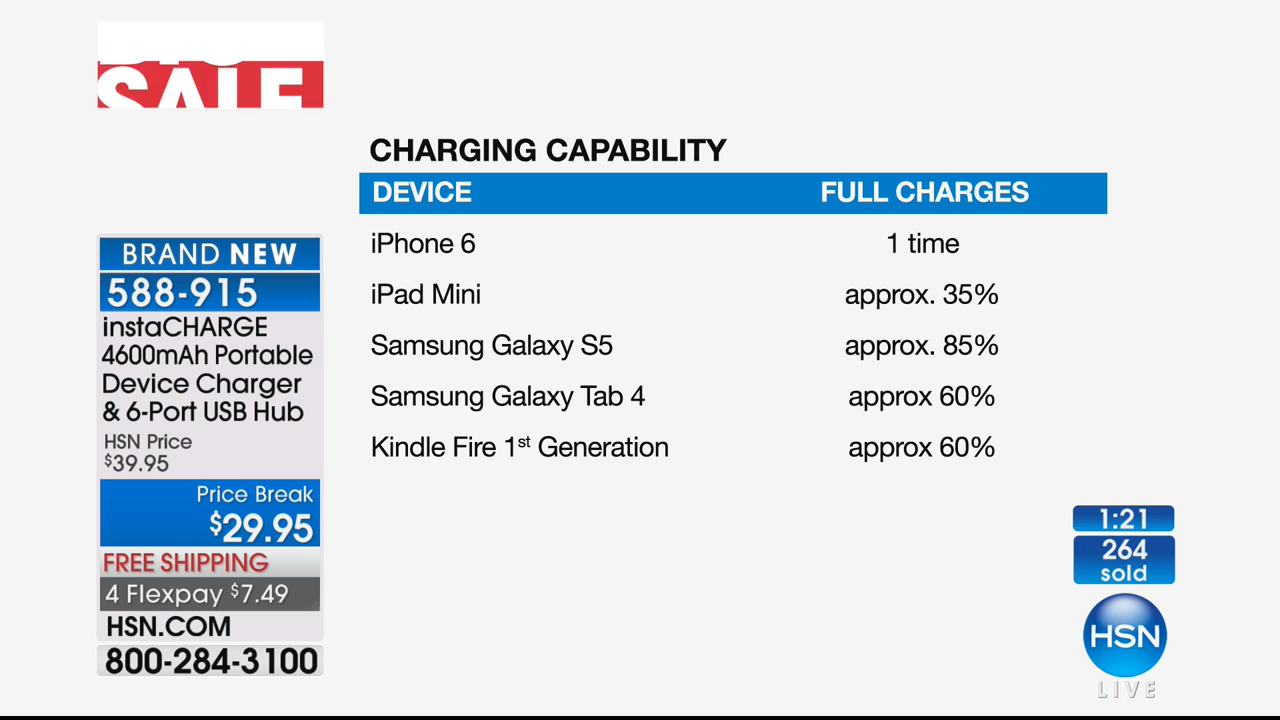 SALE
CHARGING CAPABILITY
DEVICE FULL CHARGES
iPhone 6 1 time
iPad Mini approx. 35%
Samsung Galaxy S5 approx. 85%
Samsung Galaxy Tab 4 approx 60%
Kindle Fire 1st Generation approx 60%
BRAND NEW
588-915
instaCHARGE
4600mAh Portable
Device Charger
& 6-Port USB Hub
HSN Price
$39.95
Price Break
$29.95
FREE SHIPPING
4 Flexpay $7.49
HSN.COM
800-284-3100
1:21
264
sold
HSN
LIVE